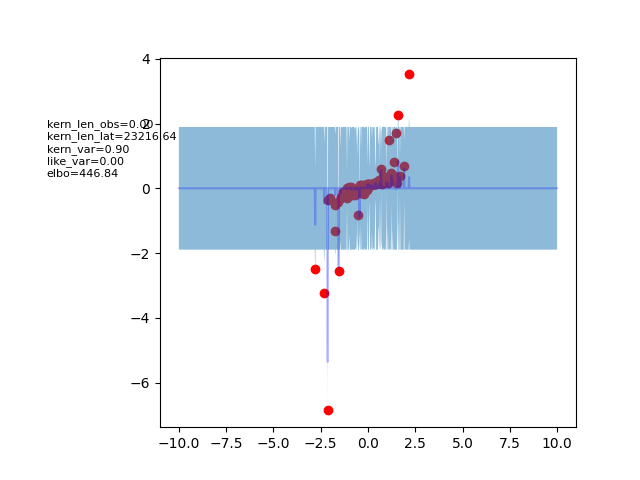 4
kern_len_obs=0.00
2
kern_len_lat=23216.64
kern_var=0.90
like_var=0.00
elbo=446.84
0
−2
−4
−6
−10.0 −7.5 −5.0 −2.5 0.0 2.5 5.0 7.5 10.0